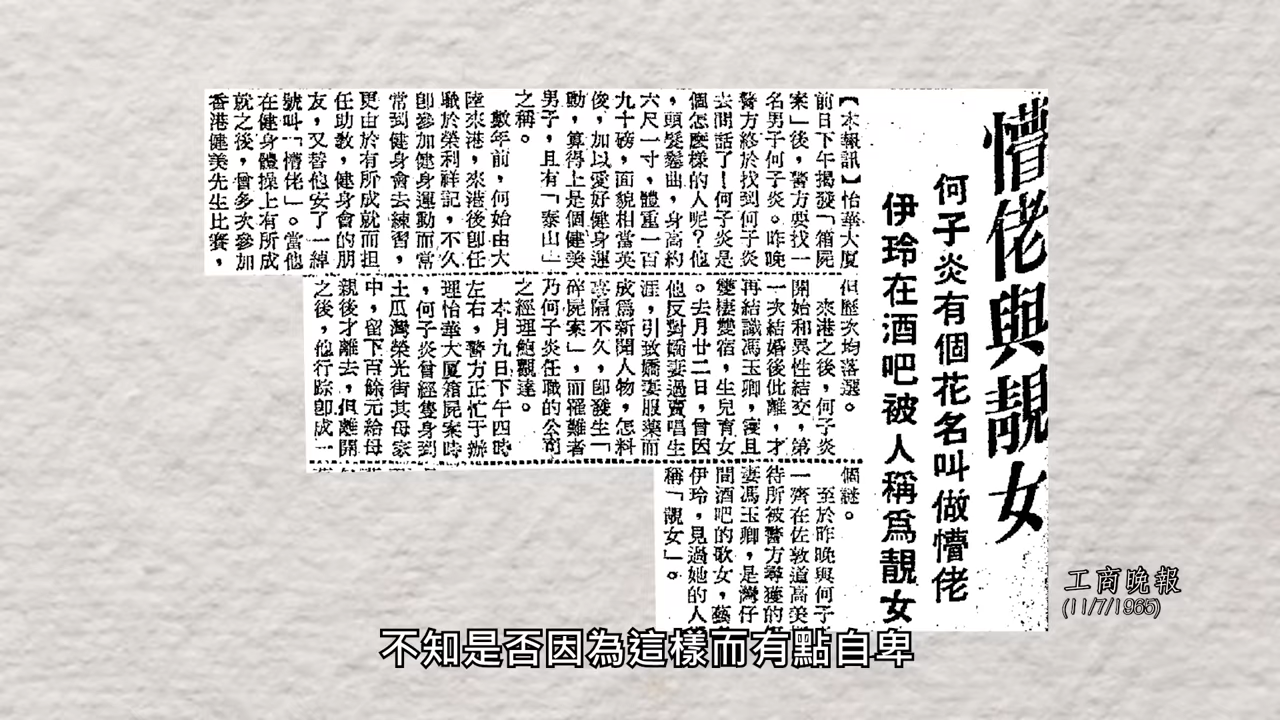 懵佬與靚女
何子炎有個花名叫做懵佬
伊玲在酒吧被人稱為靚女
【本報訊】怡華大廈
前日下午揭發「箱屍
案」後，警方要找一
名男子何子炎。昨晚
警方終於找到何子炎
去問話了！何子炎是
個怎麽樣的人呢？他
，頭髮鬈曲，身高約
六尺一寸，體重一百
九十磅，面貌相當英
俊，加以愛好健身運
動，算得上是個健美
男子，且有「泰山」
之稱。
數年前，何始由大
陸來港，來港後卽任
職於榮利祥記，不久
卽參加健身運動而常
常到健身會去練習，
更由於有所成就而担
任助教，健身會的朋
友，又替他安了一綽
號叫「懵佬」。當他
在健身體操上有所成
就之後，曾多次參加
香港健美先生比賽，
但歷次均落選。
來港之後，何子炎
開始和異性結交，第
一次結婚後仳離，才
再結識馮玉卿，寖且
雙棲雙宿，生兒育女
。去月廿二日，曾因
他反對嬌妻過賣唱生
涯，引致嬌妻服藥而
成為新聞人物，怎料
事隔不久，卽發生「
碎屍案」，而罹難者
乃何子炎任職的公司
之經理鮑觀達。
本月九日下午四時
左右，警方正忙于辦
理怡華大厦箱屍案時
，何子炎曾經隻身到
土瓜灣榮光街其母家
中，留下百餘元給母
親後才離去，但離開
之後，他行踪卽成一
個謎。
至於昨晚與何子
一齊在佐敦道高美
待所被警方尋獲的
妻馮玉卿，是灣仔
間酒吧的歌女，藝
伊玲，見過她的人
稱「靚女」。
工商晚報
(11/7/1965)
不知是否因為這樣而有點自卑